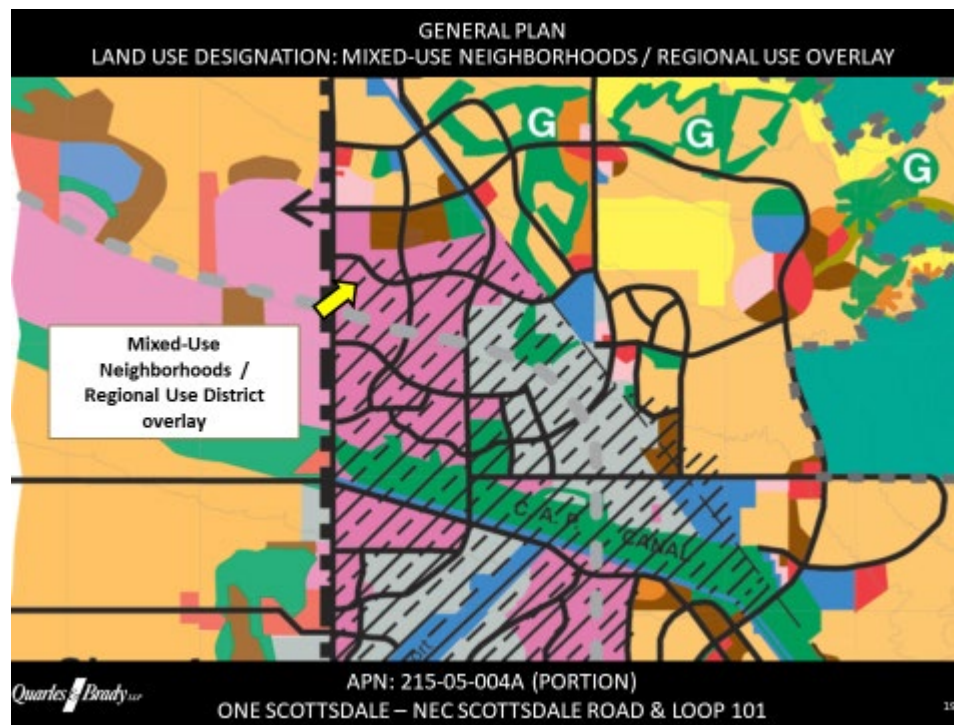 GENERAL PLAN
LAND USE DESIGNATION: MIXED-USE NEIGHBORHOODS / REGIONAL USE OVERLAY
G
G
G
Mixed-Use
Neighborhoods /
Regional Use District
overlay
C. A. P. CANAL
Quarles & Brady LLP
APN: 215-05-004A (PORTION)
ONE SCOTTSDALE – NEC SCOTTSDALE ROAD & LOOP 101
19